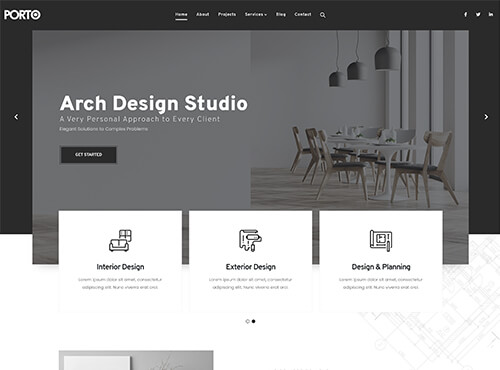 PORTO
Home About Projects Services Blog Contact
Arch Design Studio
A Very Personal Approach to Every Client
Elegant Solutions to Complex Problems
GET STARTED
Interior Design
Lorem ipsum dolor sit amet, consectetur
adipiscing elit. Nunc viverra erat orci
Exterior Design
Lorem ipsum dolor sit amet, consectetur
adipiscing elit. Nunc viverra erat orci
Design & Planning
Lorem ipsum dolor sit amet, consectetur
adipiscing elit. Nunc viverra erat orci